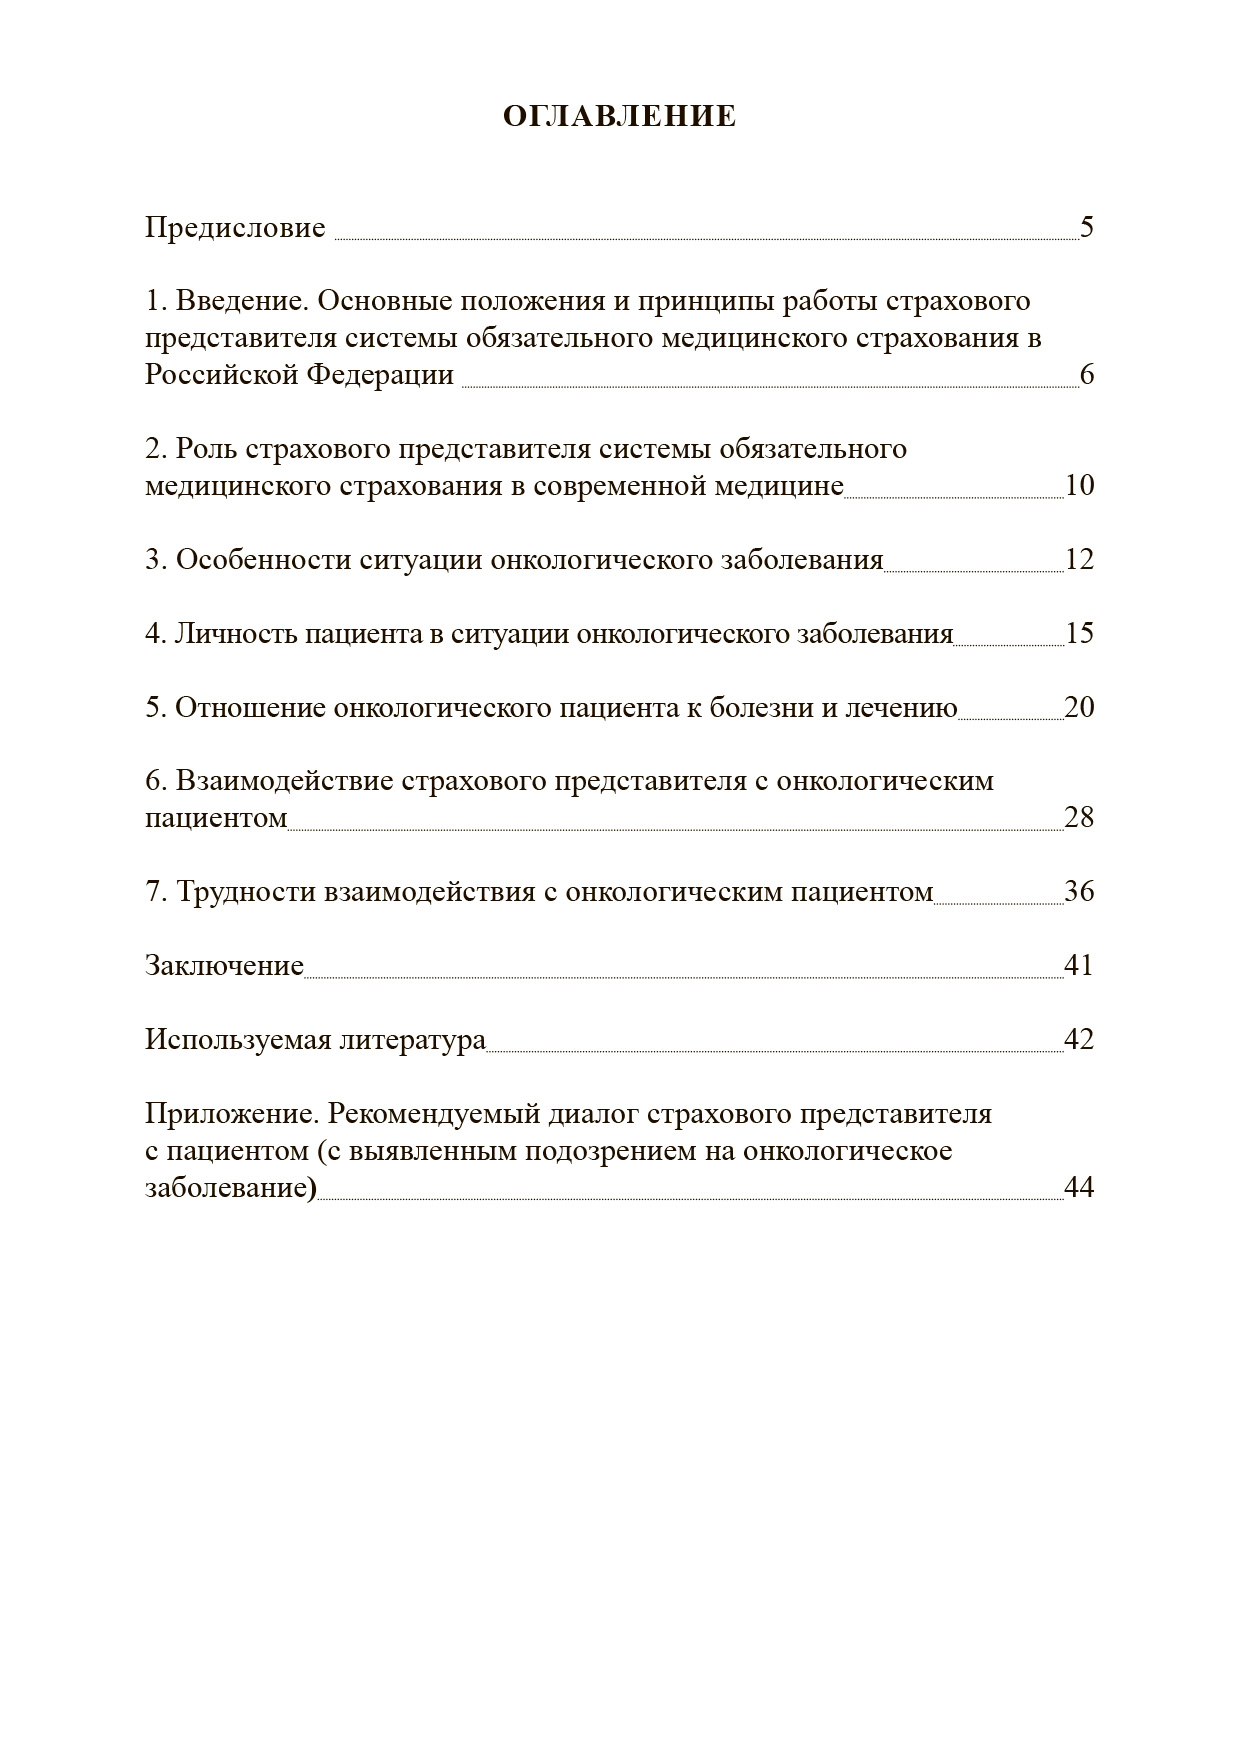 ОГЛАВЛЕНИЕ
Предисловие 5
1. Введение. Основные положения и принципы работы страхового
представителя системы обязательного медицинского страхования в
Российской Федерации 6
2. Роль страхового представителя системы обязательного
медицинского страхования в современной медицине 10
3. Особенности ситуации онкологического заболевания 12
4. Личность пациента в ситуации онкологического заболевания 15
5. Отношение онкологического пациента к болезни и лечению 20
6. Взаимодействие страхового представителя с онкологическим
пациентом 28
7. Трудности взаимодействия с онкологическим пациентом 36
Заключение 41
Используемая литература 42
Приложение. Рекомендуемый диалог страхового представителя
с пациентом (с выявленным подозрением на онкологическое
заболевание) 44